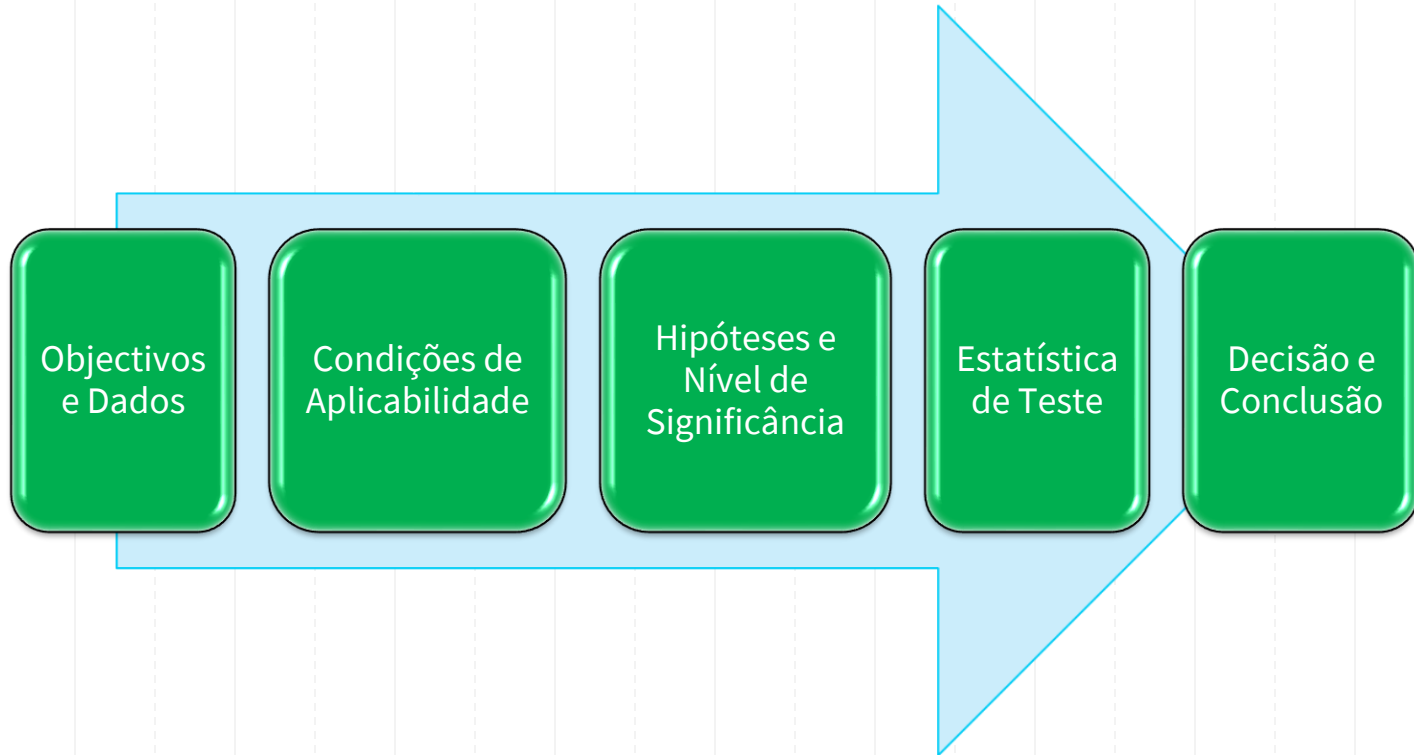 Objectivos
e Dados
Condições de
Aplicabilidade
Hipóteses e
Nível de
Significância
Estatística
de Teste
Decisão e
Conclusão